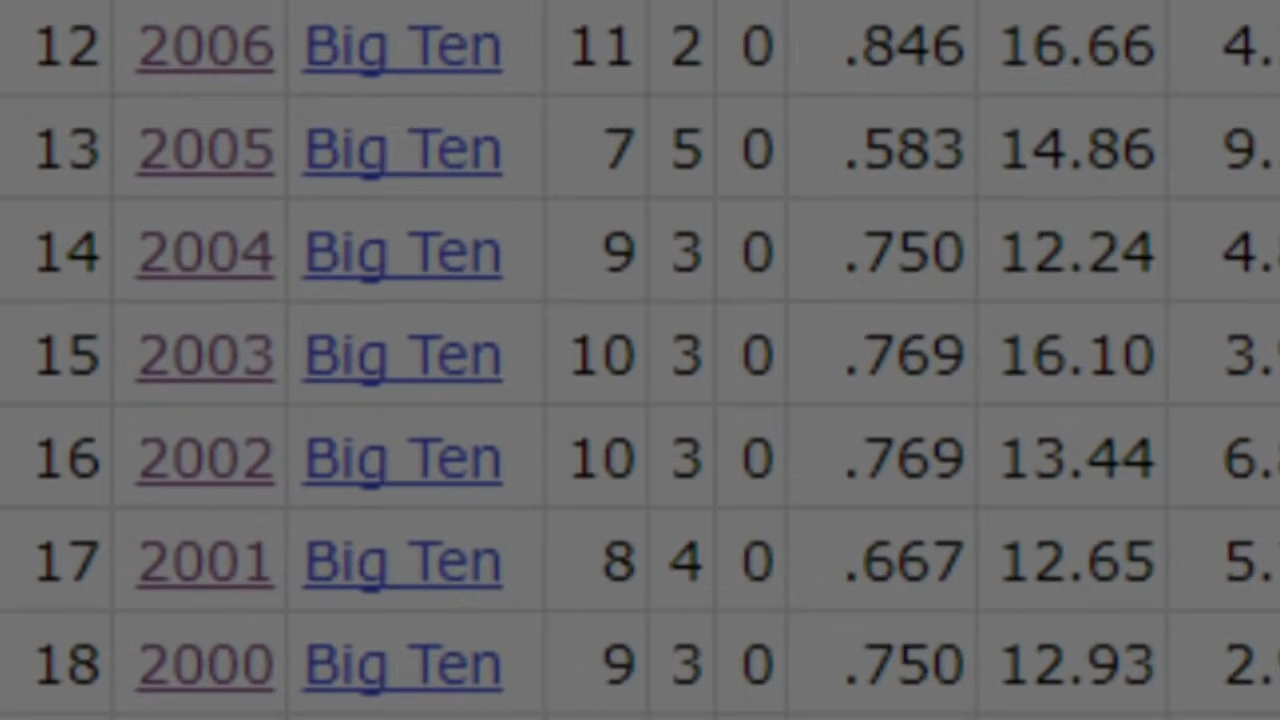 12 2006 Big Ten 11 2 0 .846 16.66 4.
13 2005 Big Ten 7 5 0 .583 14.86 9.
14 2004 Big Ten 9 3 0 .750 12.24 4.
15 2003 Big Ten 10 3 0 .769 16.10 3.
16 2002 Big Ten 10 3 0 .769 13.44 6.
17 2001 Big Ten 8 4 0 .667 12.65 5.
18 2000 Big Ten 9 3 0 .750 12.93 2.